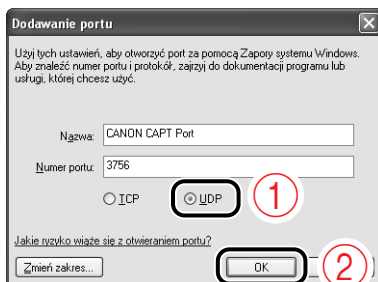 Dodawanie portu
Użyj tych ustawień, aby otworzyć port za pomocą Zapory systemu Windows.
Aby znaleźć numer portu i protokół, zajrzyj do dokumentacji programu lub
usługi, której chcesz użyć.
Nazwa: CANON CAPT Port
Numer portu: 3756
TCP UDP 1
Jakie ryzyko wiąże się z otwieraniem portu?
Zmień zakres... OK 2